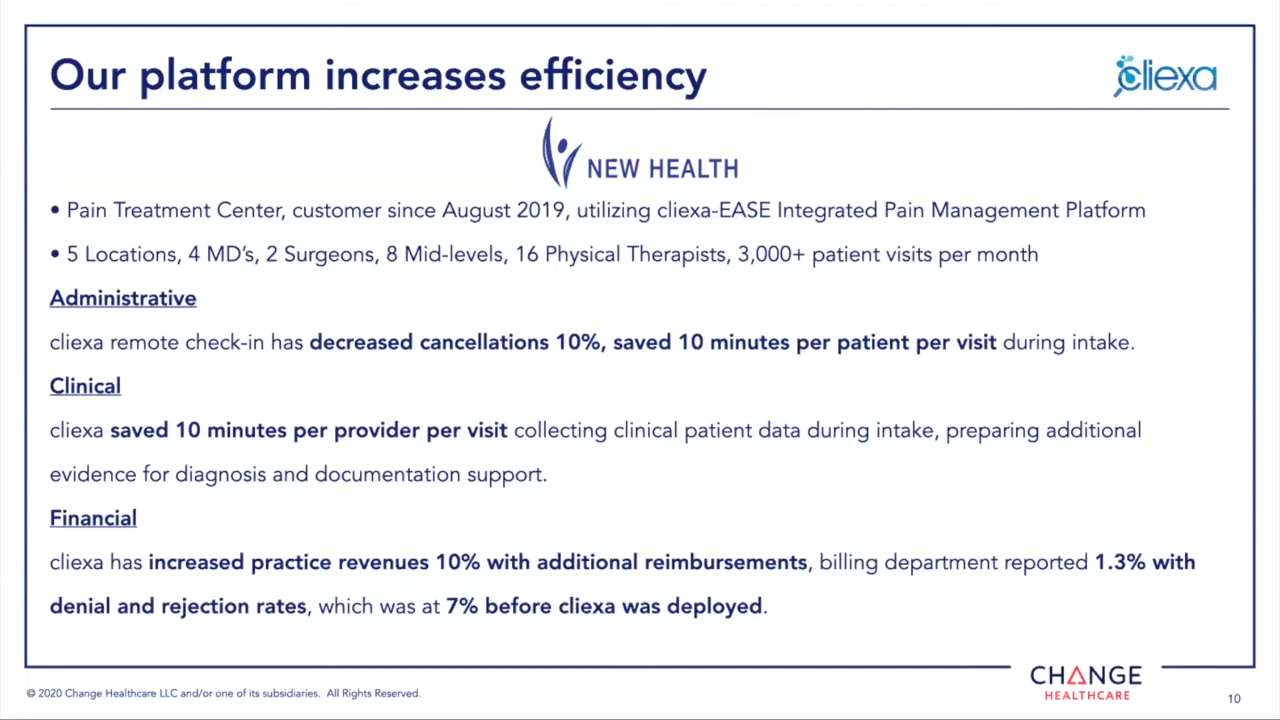 Our platform increases efficiency
cliexa
NEW HEALTH
• Pain Treatment Center, customer since August 2019, utilizing cliexa-EASE Integrated Pain Management Platform
• 5 Locations, 4 MD’s, 2 Surgeons, 8 Mid-levels, 16 Physical Therapists, 3,000+ patient visits per month
Administrative
cliexa remote check-in has decreased cancellations 10%, saved 10 minutes per patient per visit during intake.
Clinical
cliexa saved 10 minutes per provider per visit collecting clinical patient data during intake, preparing additional
evidence for diagnosis and documentation support.
Financial
cliexa has increased practice revenues 10% with additional reimbursements, billing department reported 1.3% with
denial and rejection rates, which was at 7% before cliexa was deployed.
CHANGE
HEALTHCARE
© 2020 Change Healthcare LLC and/or one of its subsidiaries. All Rights Reserved.
10